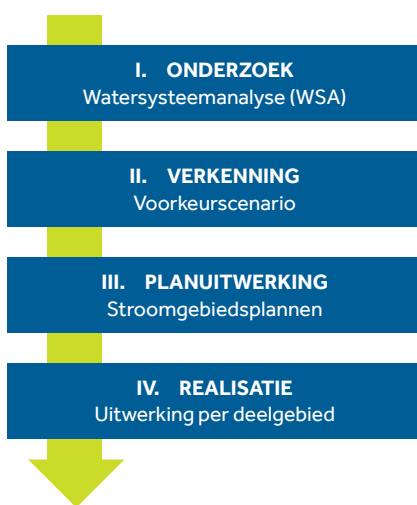 I. ONDERZOEK
Watersysteemanalyse (WSA)
II. VERKENNING
Voorkeurscenario
III. PLANUITWERKING
Stroomgebiedsplannen
IV. REALISATIE
Uitwerking per deelgebied